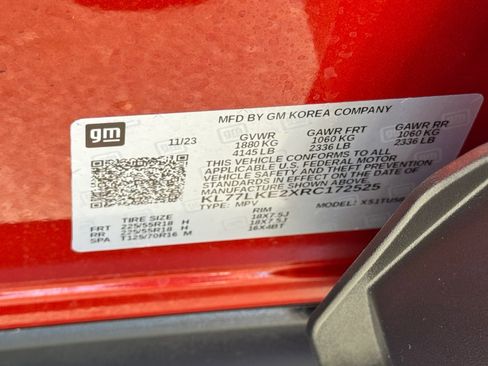 MFD BY GM KOREA COMPANY
gm
11/23
GVWR GAWR FRT GAWR RR
1880 KG 1060 KG 1060 KG
4145 LB 2336 LB 2336 LB
THIS VEHICLE CONFORMS TO ALL
APPLICABLE U.S. FEDERAL MOTOR
VEHICLE SAFETY STANDARDS IN
EFFECT ON THE DATE OF
MANUFACTURE SHOWN ABOVE.
KL77LKE2XRC172525
TYPE: MPV MODEL:
TIRE SIZE RIM
FRT 225/55R18 H 18X7.5J
RR 225/55R18 H 18X7.5J
SPA T125/70R16 M 16X4BT